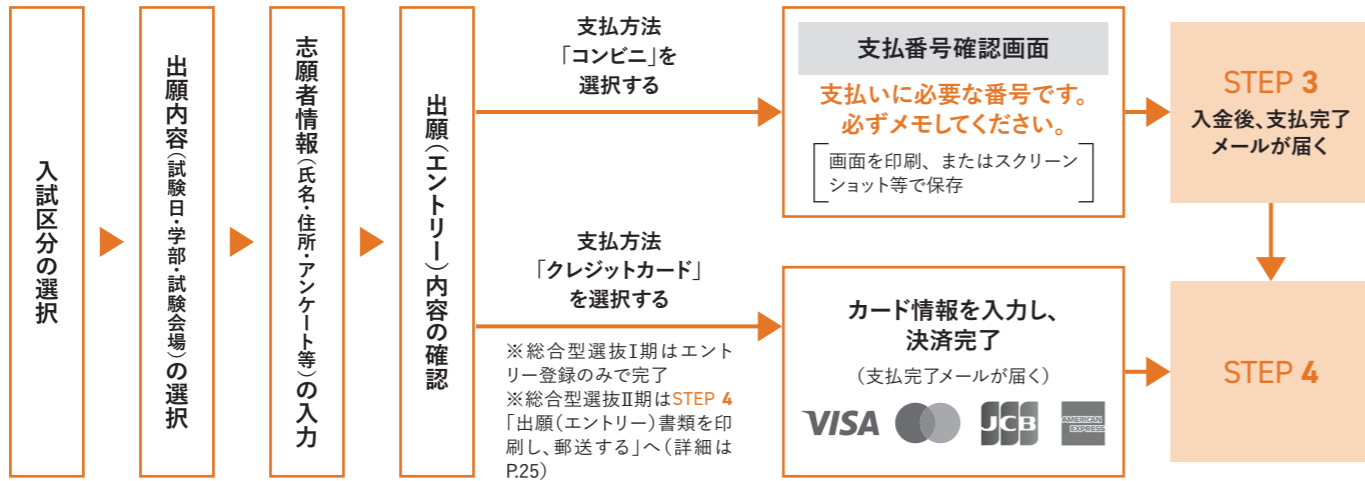 入試区分の選択
出願内容（試験日・学部・試験会場）の選択
志願者情報（氏名・住所・アンケート等）の入力
出願（エントリー）内容の確認
支払方法
「コンビニ」を
選択する
支払番号確認画面
支払いに必要な番号です。
必ずメモしてください。
画面を印刷、またはスクリーン
ショット等で保存
STEP 3
入金後、支払完了
メールが届く
支払方法
「クレジットカード」
を選択する
※総合型選抜Ⅰ期はエント
リー登録のみで完了
※総合型選抜Ⅱ期はSTEP 4
「出願（エントリー）書類を印
刷し、郵送する」へ（詳細は
P.25）
カード情報を入力し、
決済完了
（支払完了メールが届く）
VISA
JCB
AMERICAN
EXPRESS
STEP 4